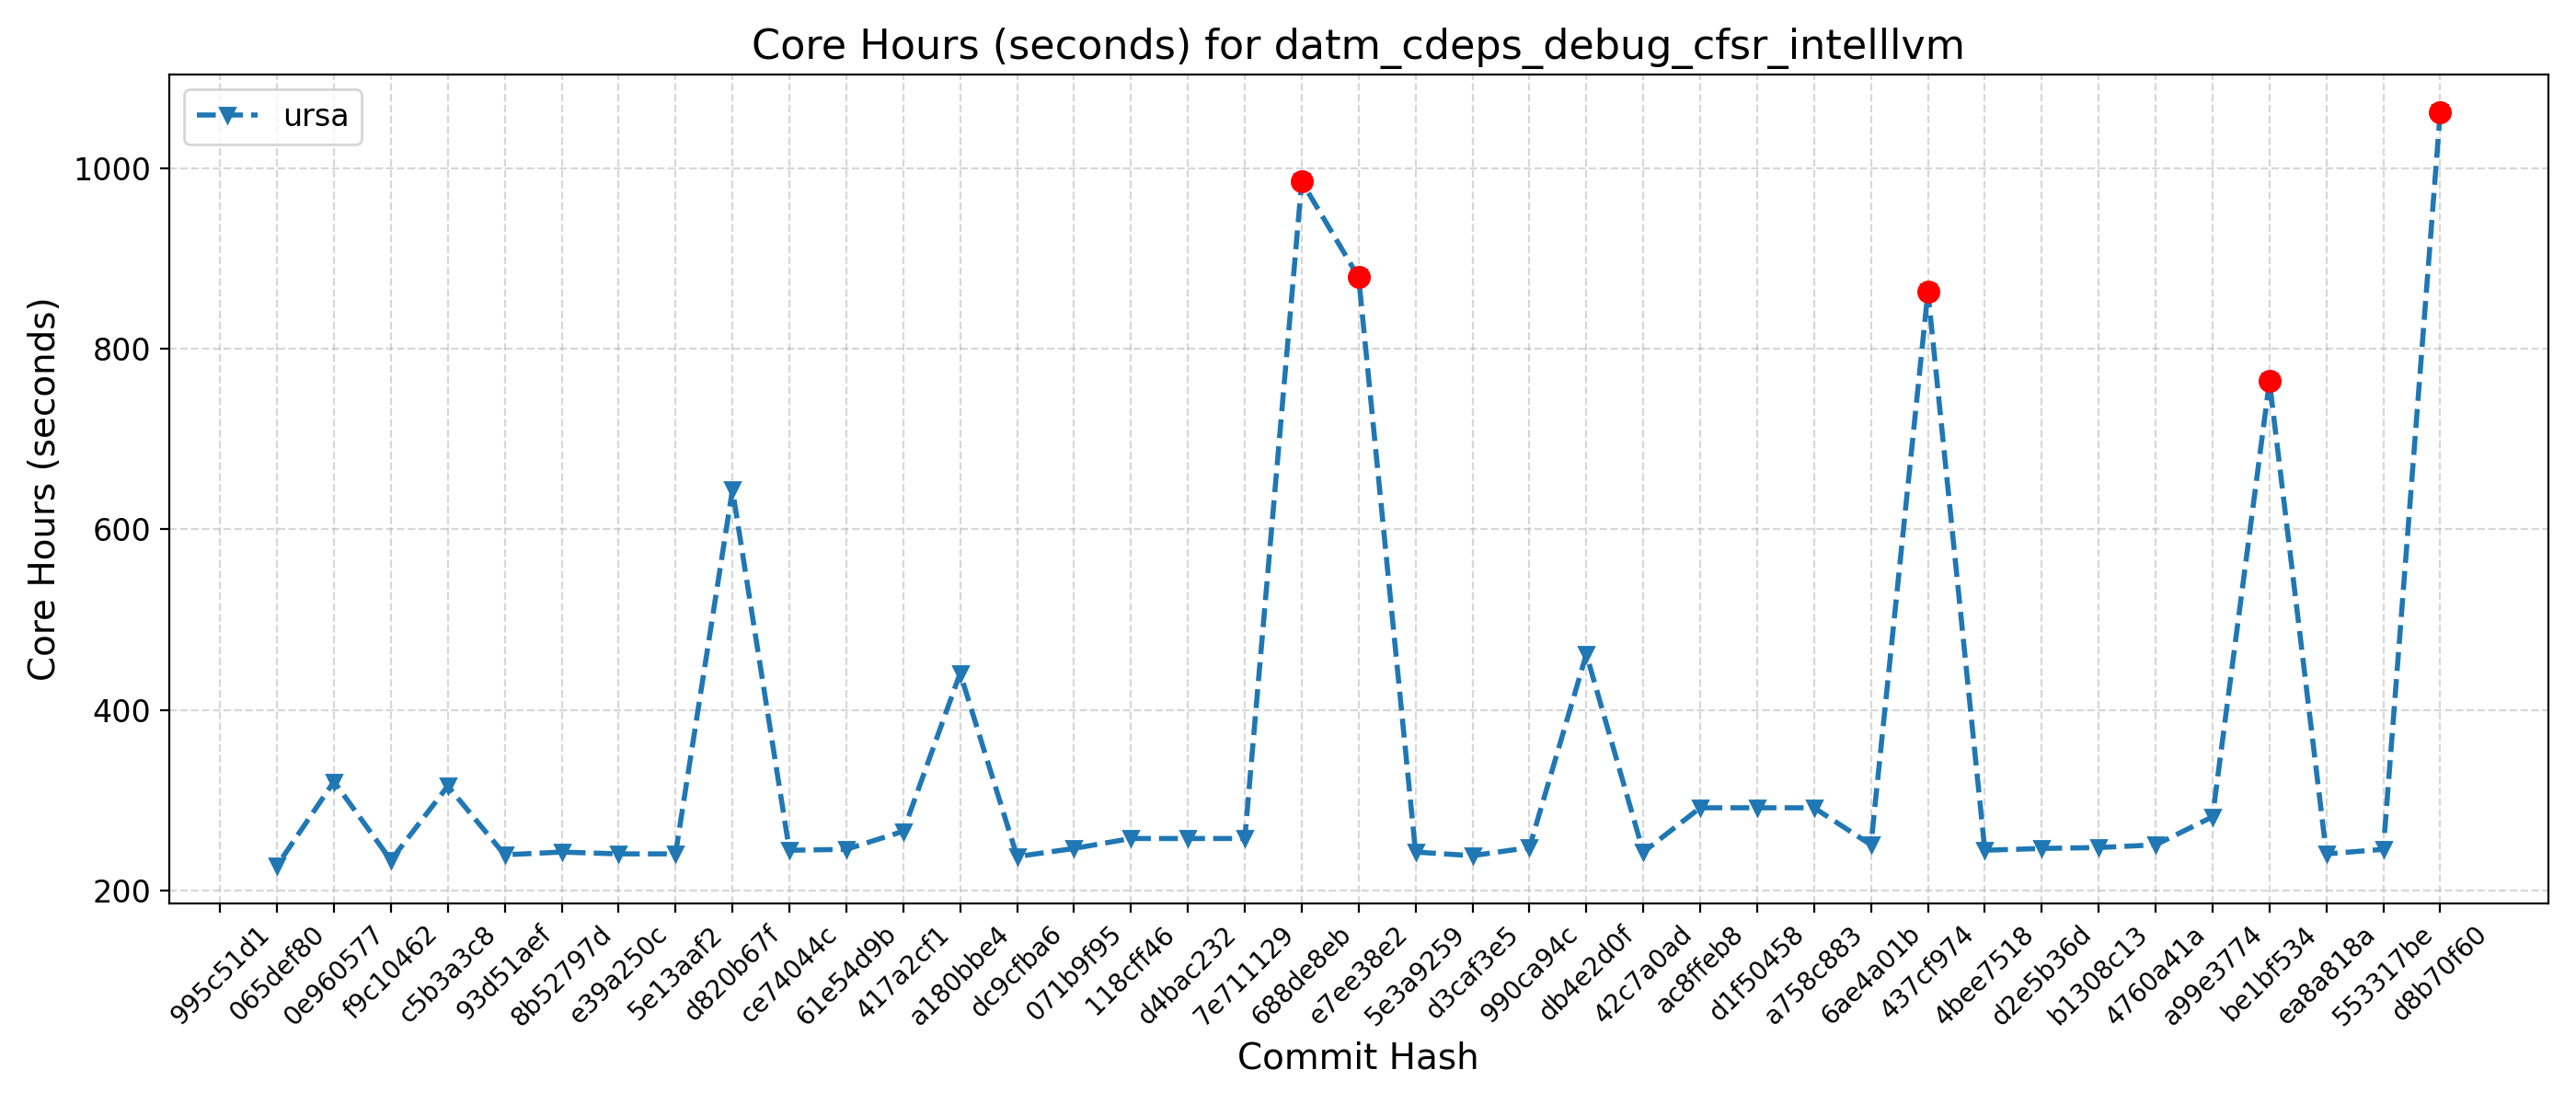 Core Hours (seconds) for datm_cdeps_debug_cfsr_intelllvm
ursa
Core Hours (seconds)
1000
800
600
400
200
995c51d1
065def80
0e960577
f9c10462
c5b3a3c8
93d51aef
8b52797d
e39a250c
5e13aaf2
d820b67f
ce74044c
61e54d9b
417a2cf1
a180bbe4
dc9cfba6
071b9f95
118cff46
d4bac232
7e711129
688de8eb
e7ee38e2
5e3a9259
d3caf3e5
990ca94c
db4e2d0f
42c7a0ad
ac8ffeb8
d1f50458
a758c883
6ae4a01b
437cf974
4bee7518
d2e5b36d
b1308c13
4760a41a
a99e3774
be1bf534
ea8a818a
553317be
d8b70f60
Commit Hash